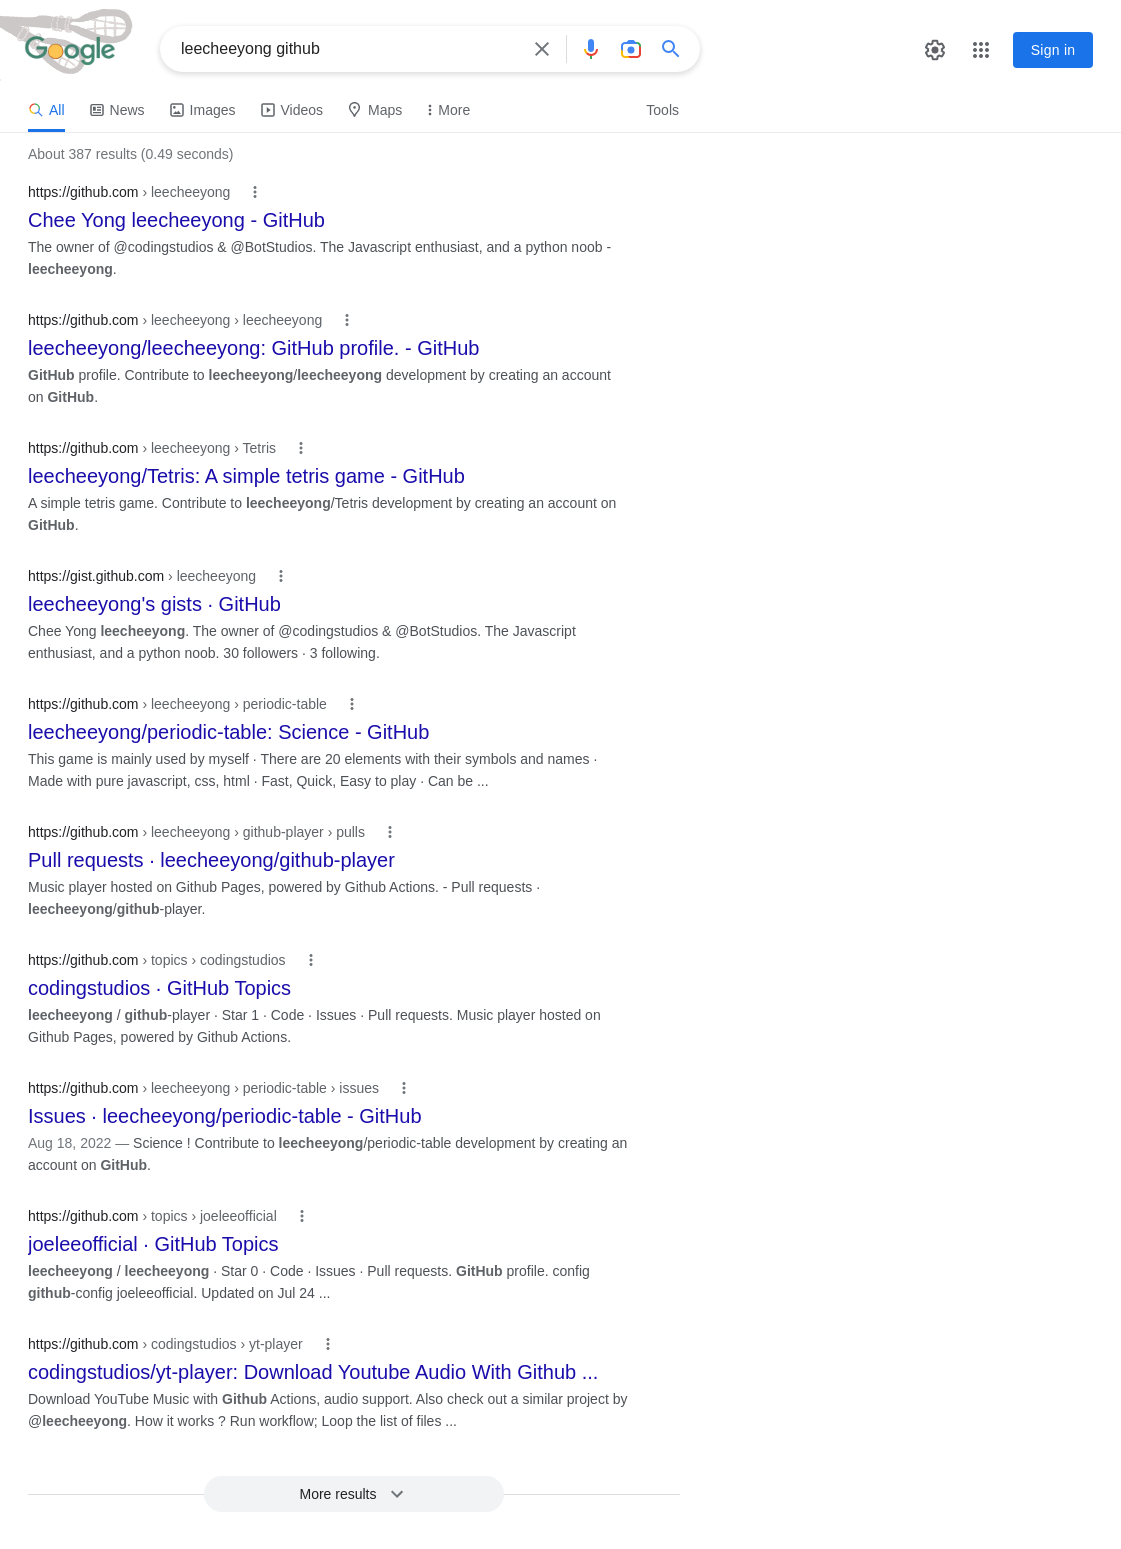 Google
leecheeyong github
Sign in
All News Images Videos Maps More Tools
About 387 results (0.49 seconds)
https://github.com › leecheeyong
Chee Yong leecheeyong - GitHub
The owner of @codingstudios & @BotStudios. The Javascript enthusiast, and a python noob -
leecheeyong.
https://github.com › leecheeyong › leecheeyong
leecheeyong/leecheeyong: GitHub profile. - GitHub
GitHub profile. Contribute to leecheeyong/leecheeyong development by creating an account
on GitHub.
https://github.com › leecheeyong › Tetris
leecheeyong/Tetris: A simple tetris game - GitHub
A simple tetris game. Contribute to leecheeyong/Tetris development by creating an account on
GitHub.
https://gist.github.com › leecheeyong
leecheeyong's gists · GitHub
Chee Yong leecheeyong. The owner of @codingstudios & @BotStudios. The Javascript
enthusiast, and a python noob. 30 followers · 3 following.
https://github.com › leecheeyong › periodic-table
leecheeyong/periodic-table: Science - GitHub
This game is mainly used by myself · There are 20 elements with their symbols and names ·
Made with pure javascript, css, html · Fast, Quick, Easy to play · Can be ...
https://github.com › leecheeyong › github-player › pulls
Pull requests · leecheeyong/github-player
Music player hosted on Github Pages, powered by Github Actions. - Pull requests ·
leecheeyong/github-player.
https://github.com › topics › codingstudios
codingstudios · GitHub Topics
leecheeyong / github-player · Star 1 · Code · Issues · Pull requests. Music player hosted on
Github Pages, powered by Github Actions.
https://github.com › leecheeyong › periodic-table › issues
Issues · leecheeyong/periodic-table - GitHub
Aug 18, 2022 — Science ! Contribute to leecheeyong/periodic-table development by creating an
account on GitHub.
https://github.com › topics › joeleeofficial
joeleeofficial · GitHub Topics
leecheeyong / leecheeyong · Star 0 · Code · Issues · Pull requests. GitHub profile. config
github-config joeleeofficial. Updated on Jul 24 ...
https://github.com › codingstudios › yt-player
codingstudios/yt-player: Download Youtube Audio With Github ...
Download YouTube Music with Github Actions, audio support. Also check out a similar project by
@leecheeyong. How it works ? Run workflow; Loop the list of files ...
More results